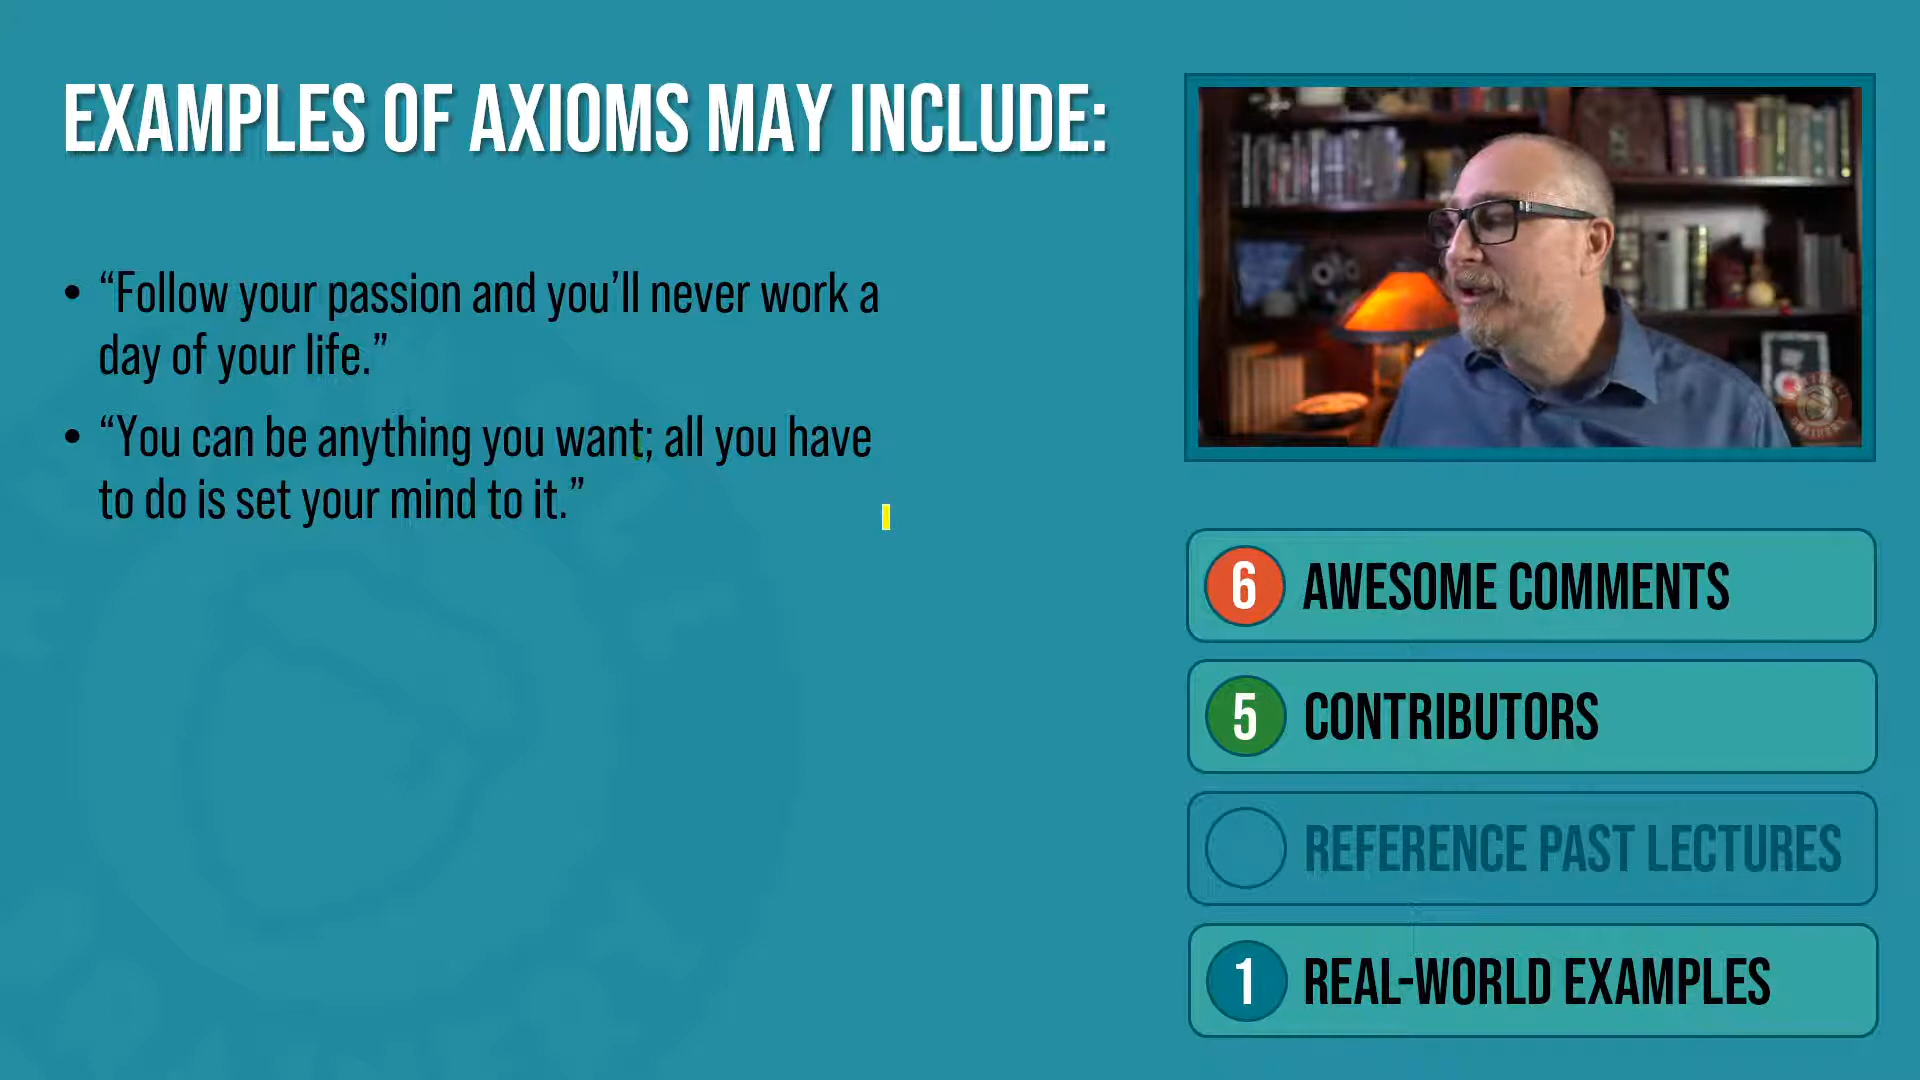 EXAMPLES OF AXIOMS MAY INCLUDE:
• “Follow your passion and you’ll never work a
day of your life.”
• “You can be anything you want; all you have
to do is set your mind to it.”
6 AWESOME COMMENTS
5 CONTRIBUTORS
REFERENCE PAST LECTURES
1 REAL-WORLD EXAMPLES